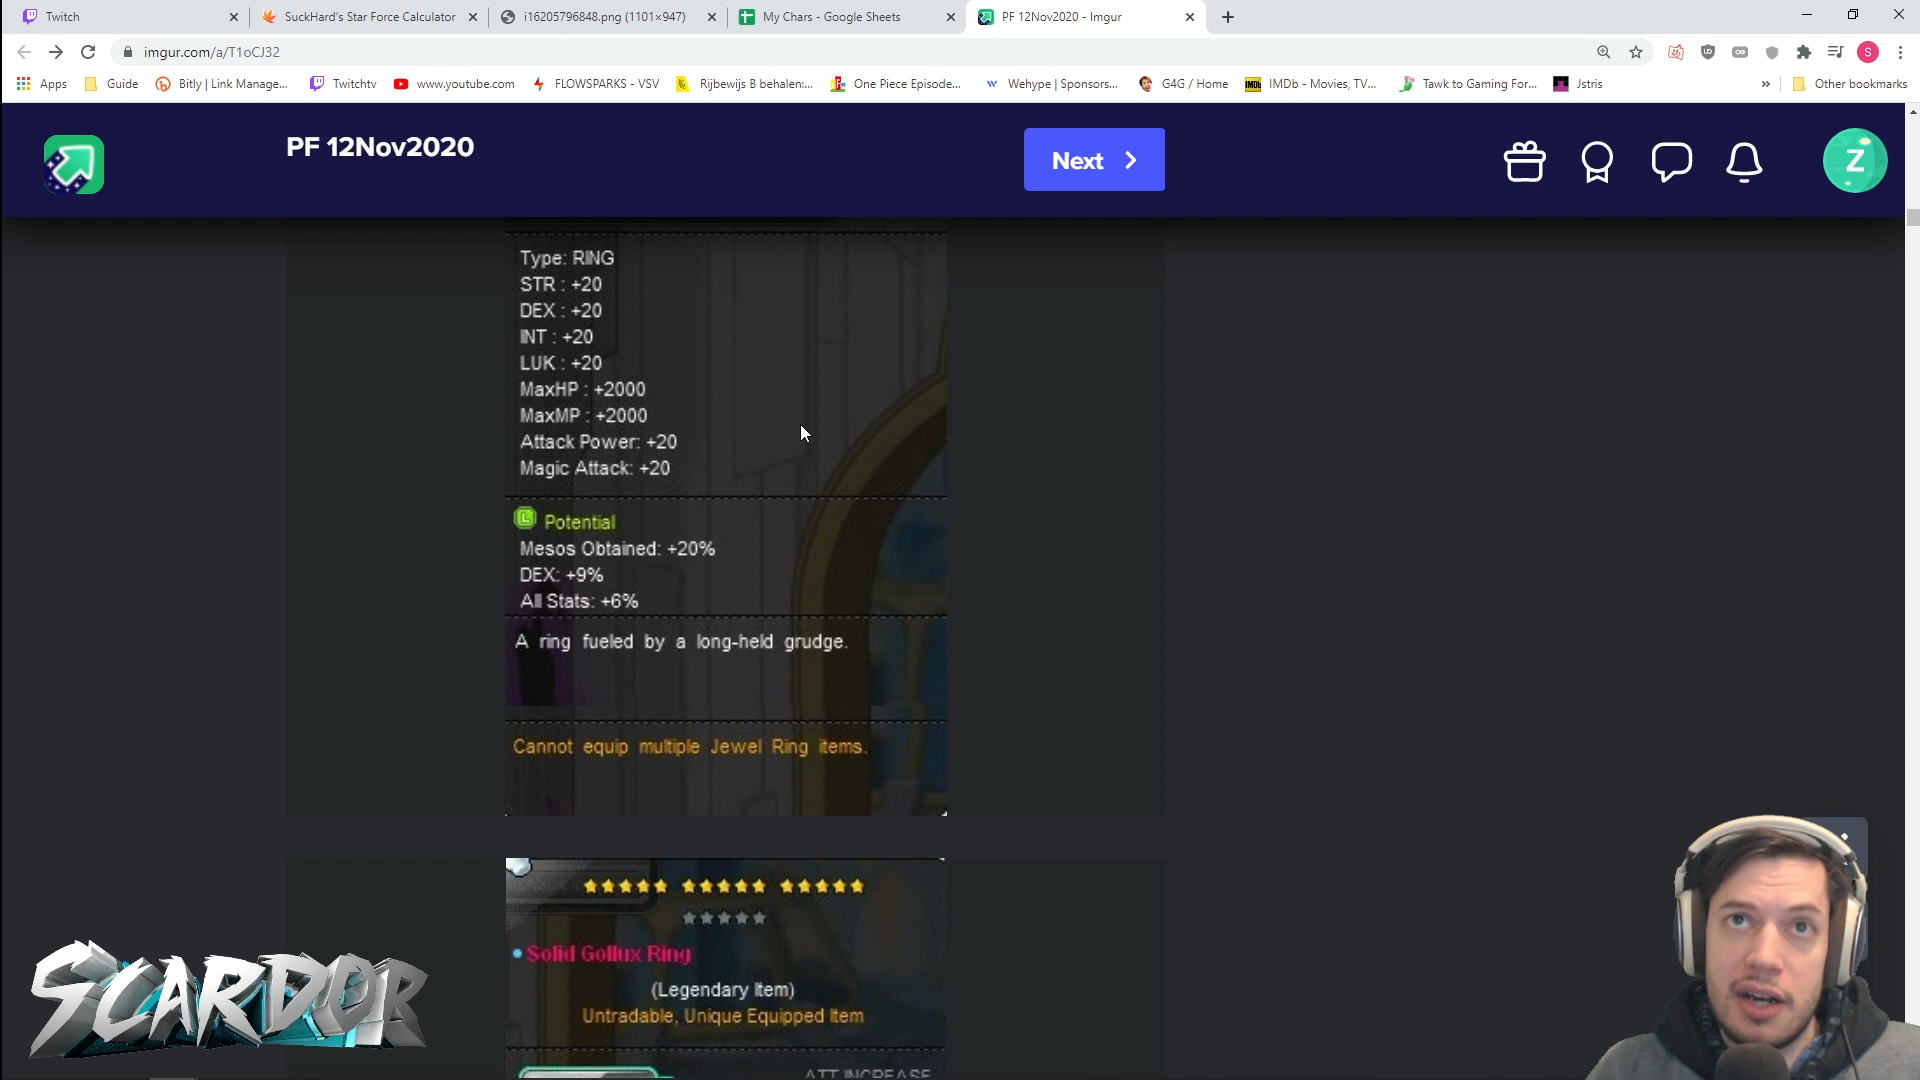 Twitch
SuckHard's Star Force Calculator
i16205796848.png (1101×947)
My Chars - Google Sheets
PF 12Nov2020 - Imgur
imgur.com/a/T1oCJ32
S
Apps
Guide
Bitly | Link Manage...
Twitchtv
www.youtube.com
FLOWSPARKS - VSV
Rijbewijs B behalen:...
One Piece Episode...
Wehype | Sponsors...
G4G / Home
IMDb - Movies, TV...
Tawk to Gaming For...
Jstris
Other bookmarks
PF 12Nov2020
Next
Z
Type: RING
STR : +20
DEX : +20
INT : +20
LUK : +20
MaxHP : +2000
MaxMP : +2000
Attack Power: +20
Magic Attack: +20
L Potential
Mesos Obtained: +20%
DEX: +9%
All Stats: +6%
A ring fueled by a long-held grudge.
Cannot equip multiple Jewel Ring items.
Solid Gollux Ring
(Legendary Item)
Untradable, Unique Equipped Item
ATT INCREASE
SCARDOR